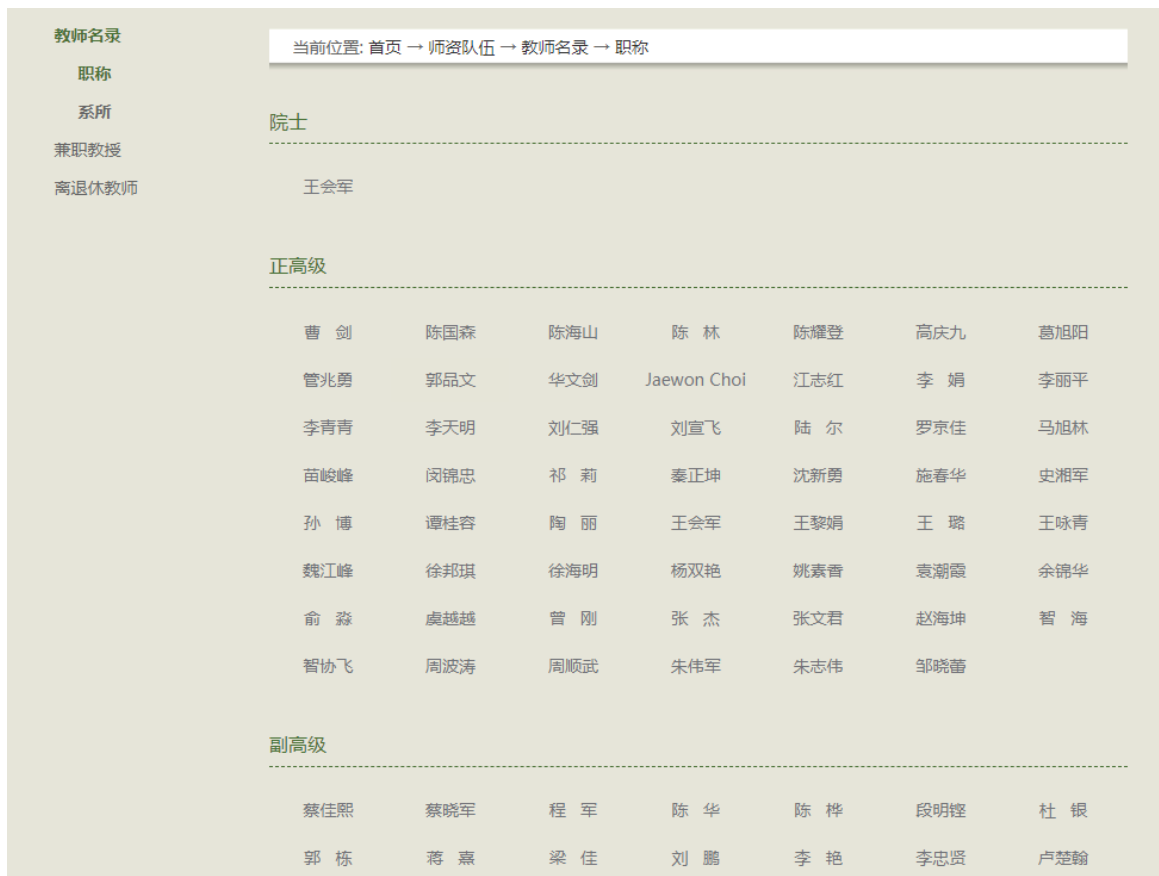 教师名录
职称
系所
兼职教授
离退休教师
当前位置: 首页 → 师资队伍 → 教师名录 → 职称
院士
王会军
正高级
曹 剑 陈国森 陈海山 陈 林 陈耀登 高庆九 葛旭阳
管兆勇 郭品文 华文剑 Jaewon Choi 江志红 李 娟 李丽平
李青青 李天明 刘仁强 刘宣飞 陆 尔 罗京佳 马旭林
苗峻峰 闵锦忠 祁 莉 秦正坤 沈新勇 施春华 史湘军
孙 博 谭桂容 陶 丽 王会军 王黎娟 王 璐 王咏青
魏江峰 徐邦琪 徐海明 杨双艳 姚素香 袁潮霞 余锦华
俞 淼 虞越越 曾 刚 张 杰 张文君 赵海坤 智 海
智协飞 周波涛 周顺武 朱伟军 朱志伟 邹晓蕾
副高级
蔡佳熙 蔡晓军 程 军 陈 华 陈 桦 段明铿 杜 银
郭 栋 蒋 熹 梁 佳 刘 鹏 李 艳 李忠贤 卢楚翰